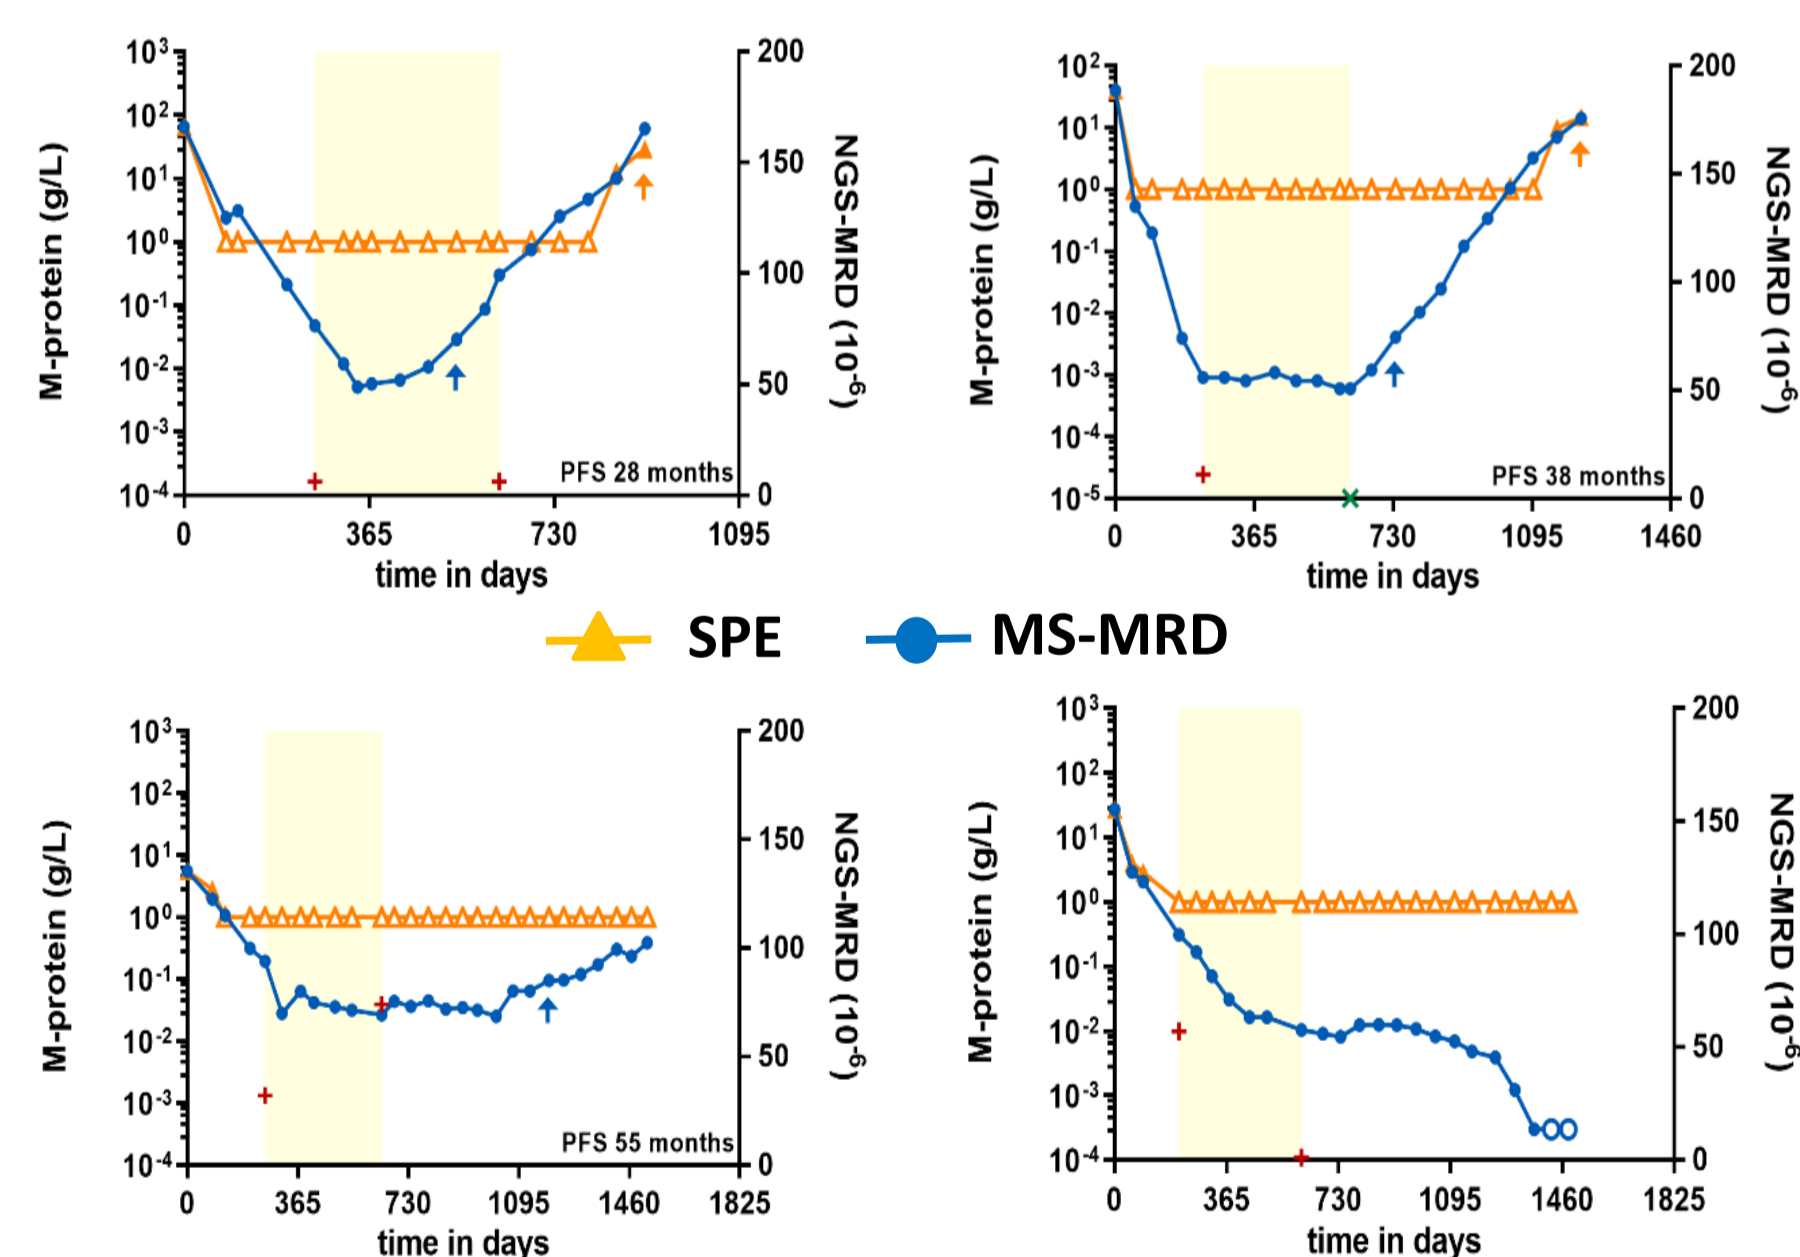 10³
10²
10¹
10⁰
10⁻¹
10⁻²
10⁻³
10⁻⁴
M-protein (g/L)
200
150
100
50
0
NGS-MRD (10⁻⁶)
PFS 28 months
0 365 730 1095
time in days
10²
10¹
10⁰
10⁻¹
10⁻²
10⁻³
10⁻⁴
10⁻⁵
M-protein (g/L)
200
150
100
50
0
NGS-MRD (10⁻⁶)
PFS 38 months
0 365 730 1095 1460
time in days
SPE MS-MRD
10³
10²
10¹
10⁰
10⁻¹
10⁻²
10⁻³
10⁻⁴
M-protein (g/L)
200
150
100
50
0
NGS-MRD (10⁻⁶)
PFS 55 months
0 365 730 1095 1460 1825
time in days
10³
10²
10¹
10⁰
10⁻¹
10⁻²
10⁻³
10⁻⁴
M-protein (g/L)
200
150
100
50
0
NGS-MRD (10⁻⁶)
0 365 730 1095 1460 1825
time in days